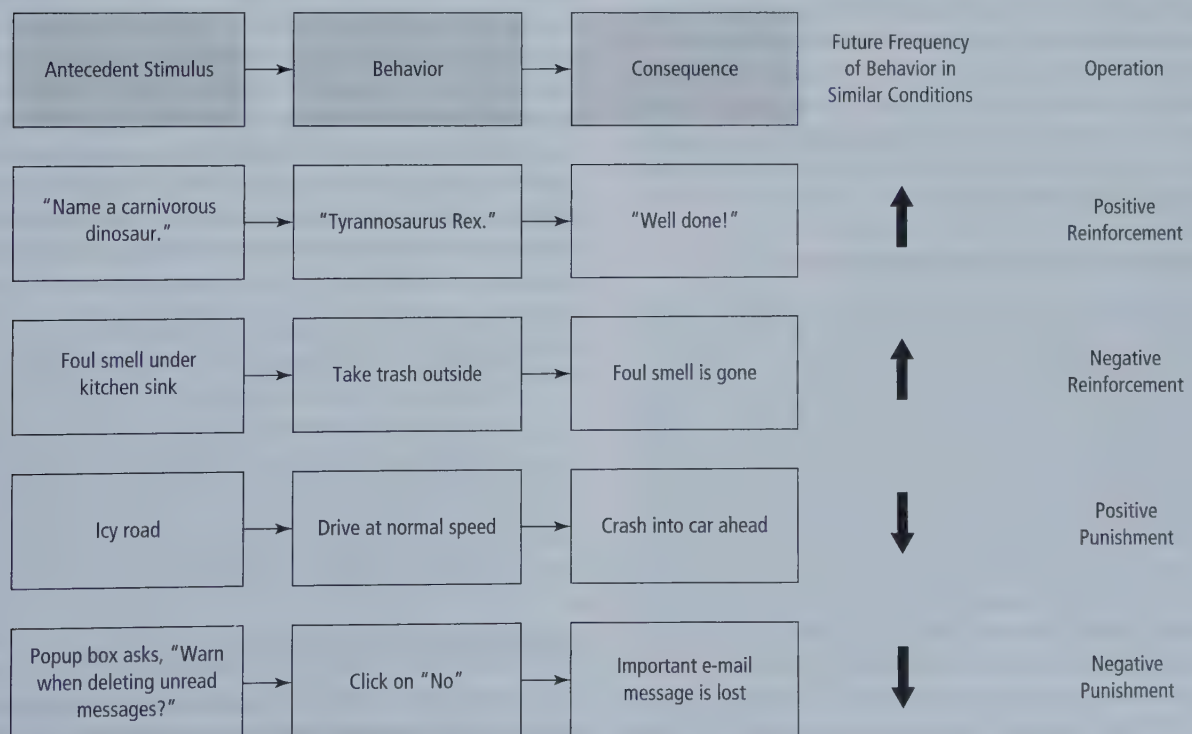 Antecedent Stimulus
Behavior
Consequence
Future Frequency
of Behavior in
Similar Conditions
Operation
"Name a carnivorous
dinosaur."
"Tyrannosaurus Rex."
"Well done!"
Positive
Reinforcement
Foul smell under
kitchen sink
Take trash outside
Foul smell is gone
Negative
Reinforcement
Icy road
Drive at normal speed
Crash into car ahead
Positive
Punishment
Popup box asks, "Warn
when deleting unread
messages?"
Click on "No"
Important e-mail
message is lost
Negative
Punishment